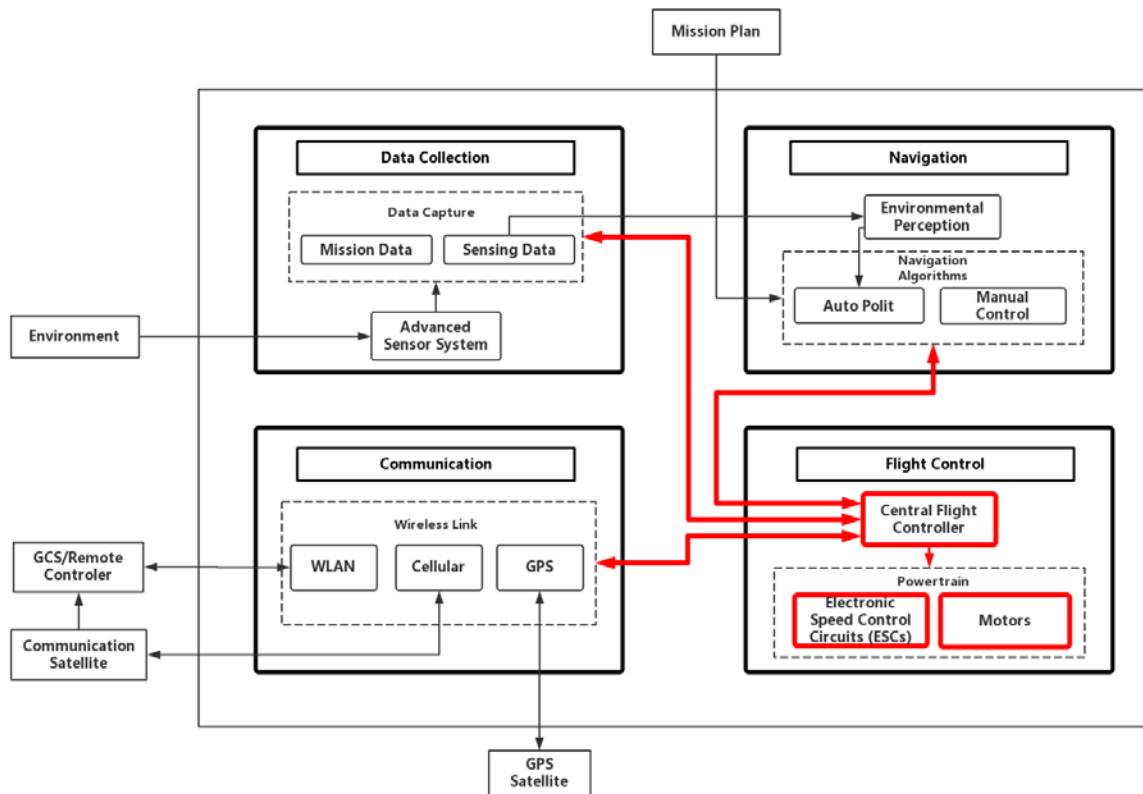 Mission Plan
Data Collection
Data Capture
Mission Data
Sensing Data
Advanced
Sensor System
Environment
Navigation
Environmental
Perception
Navigation
Algorithms
Auto Polit
Manual
Control
Communication
Wireless Link
WLAN
Cellular
GPS
GCS/Remote
Controler
Communication
Satellite
GPS
Satellite
Flight Control
Central Flight
Controller
Powertrain
Electronic
Speed Control
Circuits (ESCs)
Motors